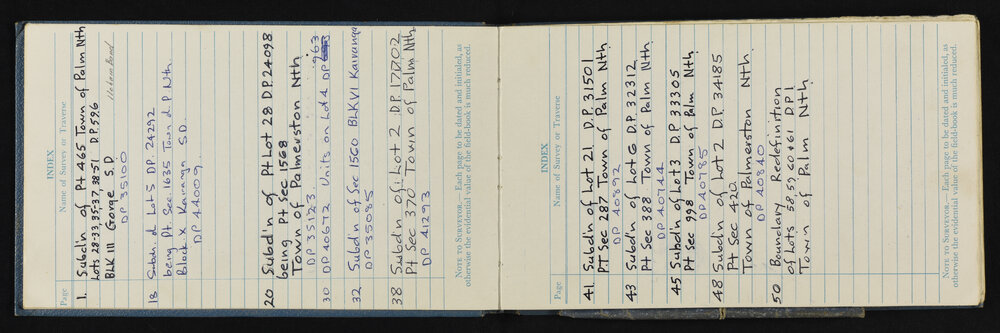 INDEX
Page Name of Survey or Traverse
1. Subd'n of Pt 465 Town of Palm Nth
Lots 28-33, 35-37, 38-51 D.P. 596
BLK III Gorge S.D
DP 35100
18 Subn d Lot 5 DP 24292
being Pt Sec. 1635 Town d. P. Nth.
Block X Kairanga S.D.
DP 44009
20 Subd'n of Pt Lot 28 D.P. 24098
being Pt Sec 1568
Town of Palmerston Nth.
DP 35123
30 DP 40672 Units on Lot 4 DP 963
32 Subd'n of Sec 1560 BLK VI Kairanga
DP 35085
38 Subd'n of Lot 2 D.P. 17702
Pt Sec 370 Town of Palm Nth
DP 41293
NOTE TO SURVEYOR.— Each page to be dated and initialed, as
otherwise the evidential value of the field-book is much reduced.
INDEX
Page Name of Survey or Traverse
41. Subd'n of Lot 21 D.P. 31501
PT Sec 287 Town of Palm Nth
DP 40892
43 Subd'n of Lot 6 D.P. 32312
Pt Sec 388 Town of Palm Nth
DP 40744
45 Subd'n of Lot 3 D.P. 33305
Pt Sec 998 Town of Palm Nth.
DP 40785
48 Subd'n of Lot 2 D.P. 34185
Pt Sec 420
Town of Palmerston Nth.
DP 40840
50 Boundary Redefinition
of Lots 58, 59, 60 & 61 DP1
Town of Palm Nth.
NOTE TO SURVEYOR.— Each page to be dated and initialed, as
otherwise the evidential value of the field-book is much reduced.